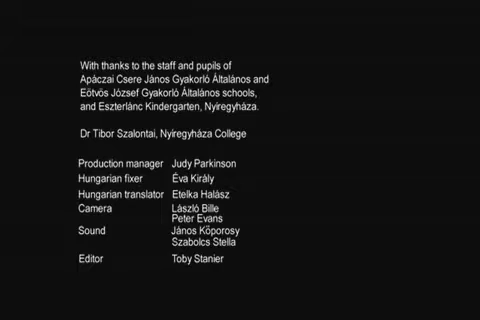 With thanks to the staff and pupils of
Apáczai Csere János Gyakorló Általános and
Eötvös József Gyakorló Általános schools,
and Eszterlánc Kindergarten, Nyíregyháza.
Dr Tibor Szalontai, Nyíregyháza College
Production manager Judy Parkinson
Hungarian fixer Éva Király
Hungarian translator Etelka Halász
Camera László Bille
Peter Evans
Sound János Kõporosy
Szabolcs Stella
Editor Toby Stanier